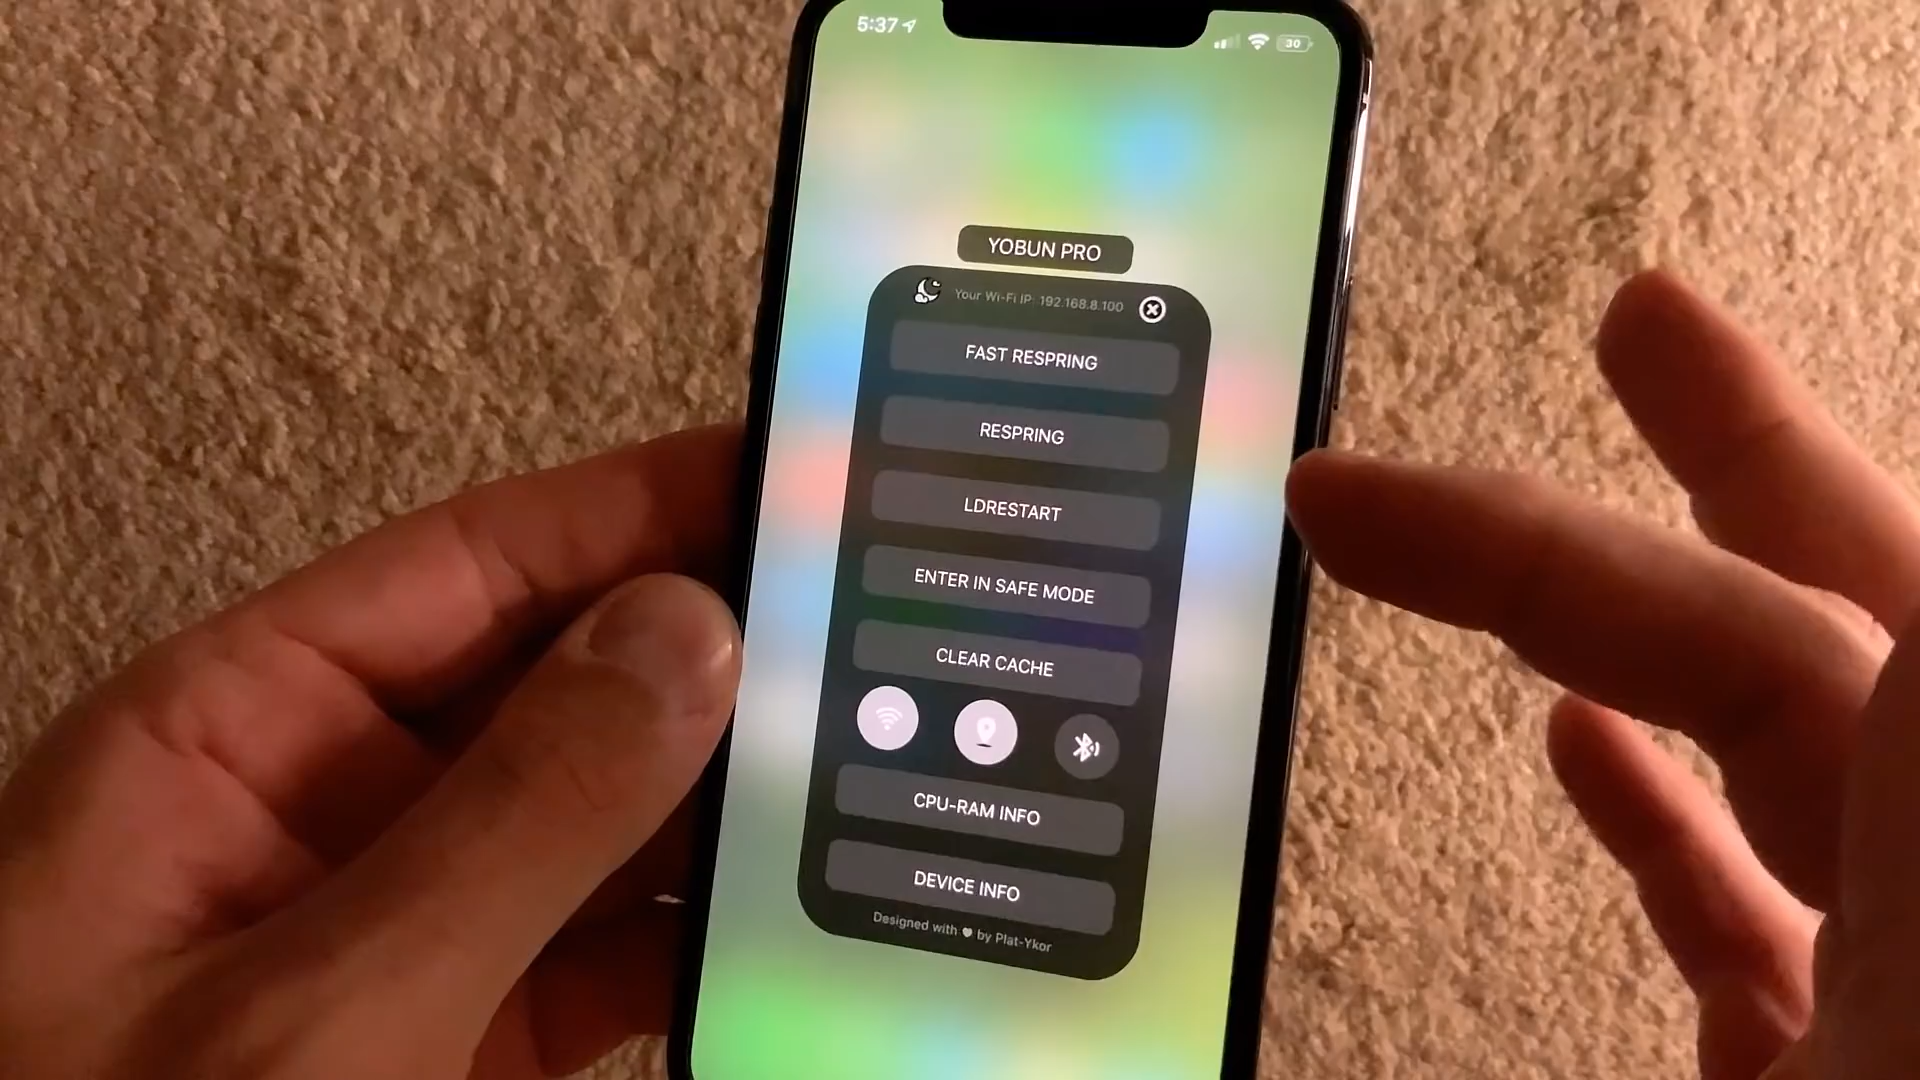 5:37
30
YOBUN PRO
Your Wi-Fi IP: 192.168.8.100
FAST RESPRING
RESPRING
LDRESTART
ENTER IN SAFE MODE
CLEAR CACHE
CPU-RAM INFO
DEVICE INFO
Designed with ♥ by Plat-Ykor